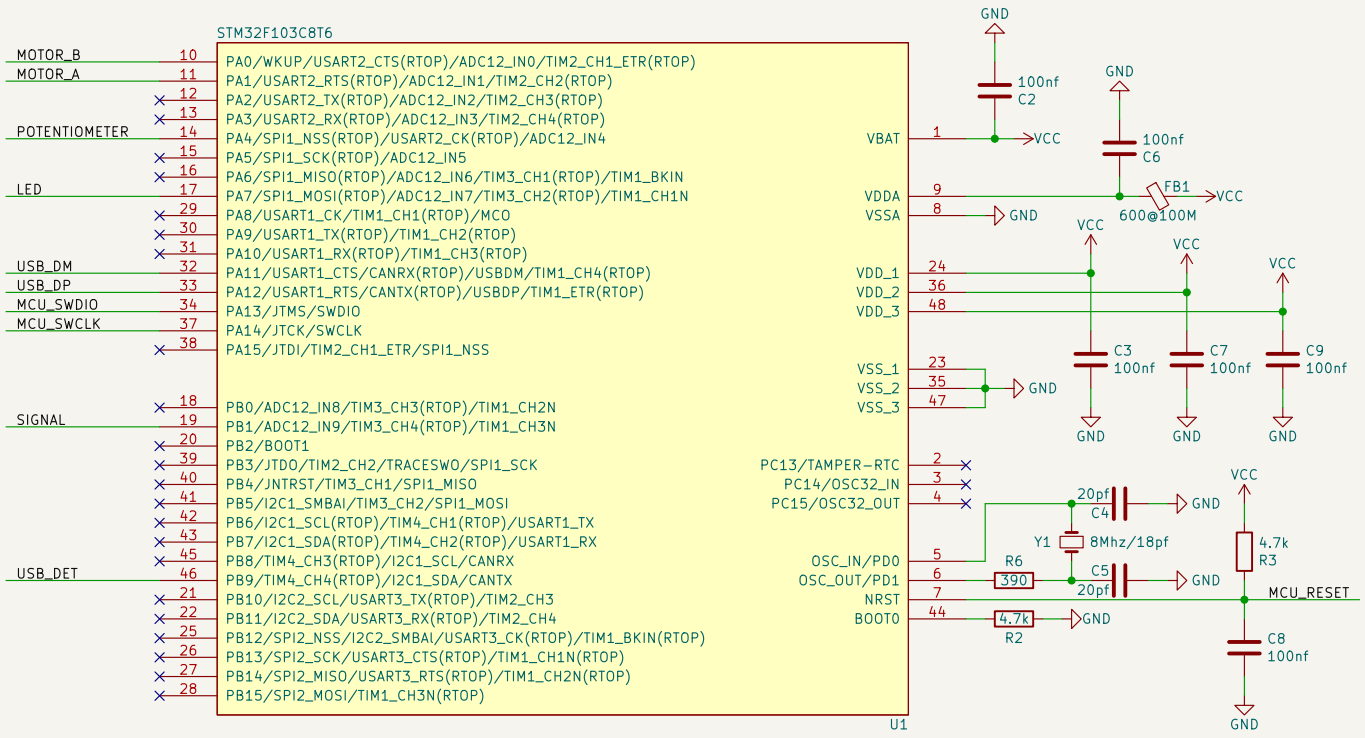 STM32F103C8T6
MOTOR_B 10 PA0/WKUP/USART2_CTS(RTOP)/ADC12_IN0/TIM2_CH1_ETR(RTOP)
MOTOR_A 11 PA1/USART2_RTS(RTOP)/ADC12_IN1/TIM2_CH2(RTOP)
12 PA2/USART2_TX(RTOP)/ADC12_IN2/TIM2_CH3(RTOP)
13 PA3/USART2_RX(RTOP)/ADC12_IN3/TIM2_CH4(RTOP)
POTENTIOMETER 14 PA4/SPI1_NSS(RTOP)/USART2_CK(RTOP)/ADC12_IN4
15 PA5/SPI1_SCK(RTOP)/ADC12_IN5
16 PA6/SPI1_MISO(RTOP)/ADC12_IN6/TIM3_CH1(RTOP)/TIM1_BKIN
LED 17 PA7/SPI1_MOSI(RTOP)/ADC12_IN7/TIM3_CH2(RTOP)/TIM1_CH1N
29 PA8/USART1_CK/TIM1_CH1(RTOP)/MCO
30 PA9/USART1_TX(RTOP)/TIM1_CH2(RTOP)
31 PA10/USART1_RX(RTOP)/TIM1_CH3(RTOP)
USB_DM 32 PA11/USART1_CTS/CANRX(RTOP)/USBDM/TIM1_CH4(RTOP)
USB_DP 33 PA12/USART1_RTS/CANTX(RTOP)/USBDP/TIM1_ETR(RTOP)
MCU_SWDIO 34 PA13/JTMS/SWDIO
MCU_SWCLK 37 PA14/JTCK/SWCLK
38 PA15/JTDI/TIM2_CH1_ETR/SPI1_NSS
18 PB0/ADC12_IN8/TIM3_CH3(RTOP)/TIM1_CH2N
SIGNAL 19 PB1/ADC12_IN9/TIM3_CH4(RTOP)/TIM1_CH3N
20 PB2/BOOT1
39 PB3/JTDO/TIM2_CH2/TRACESWO/SPI1_SCK
40 PB4/JNTRST/TIM3_CH1/SPI1_MISO
41 PB5/I2C1_SMBAI/TIM3_CH2/SPI1_MOSI
42 PB6/I2C1_SCL(RTOP)/TIM4_CH1(RTOP)/USART1_TX
43 PB7/I2C1_SDA(RTOP)/TIM4_CH2(RTOP)/USART1_RX
45 PB8/TIM4_CH3(RTOP)/I2C1_SCL/CANRX
USB_DET 46 PB9/TIM4_CH4(RTOP)/I2C1_SDA/CANTX
21 PB10/I2C2_SCL/USART3_TX(RTOP)/TIM2_CH3
22 PB11/I2C2_SDA/USART3_RX(RTOP)/TIM2_CH4
25 PB12/SPI2_NSS/I2C2_SMBAI/USART3_CK(RTOP)/TIM1_BKIN(RTOP)
26 PB13/SPI2_SCK/USART3_CTS(RTOP)/TIM1_CH1N(RTOP)
27 PB14/SPI2_MISO/USART3_RTS(RTOP)/TIM1_CH2N(RTOP)
28 PB15/SPI2_MOSI/TIM1_CH3N(RTOP)
U1
GND
100nf
C2
VBAT 1 VCC
GND
100nf
C6
VDDA 9 FB1 VCC
600@100M
VSSA 8 GND
VCC
VCC
VCC
VDD_1 24
VDD_2 36
VDD_3 48
C3
100nf
C7
100nf
C9
100nf
GND
GND
GND
VSS_1 23
VSS_2 35 GND
VSS_3 47
PC13/TAMPER-RTC 2
PC14/OSC32_IN 3
PC15/OSC32_OUT 4
20pf
C4
GND
Y1 8Mhz/18pf
OSC_IN/PD0 5
R6
OSC_OUT/PD1 6 390
C5
20pf
GND
NRST 7
BOOT0 44 4.7k GND
R2
VCC
4.7k
R3
MCU_RESET
C8
100nf
GND